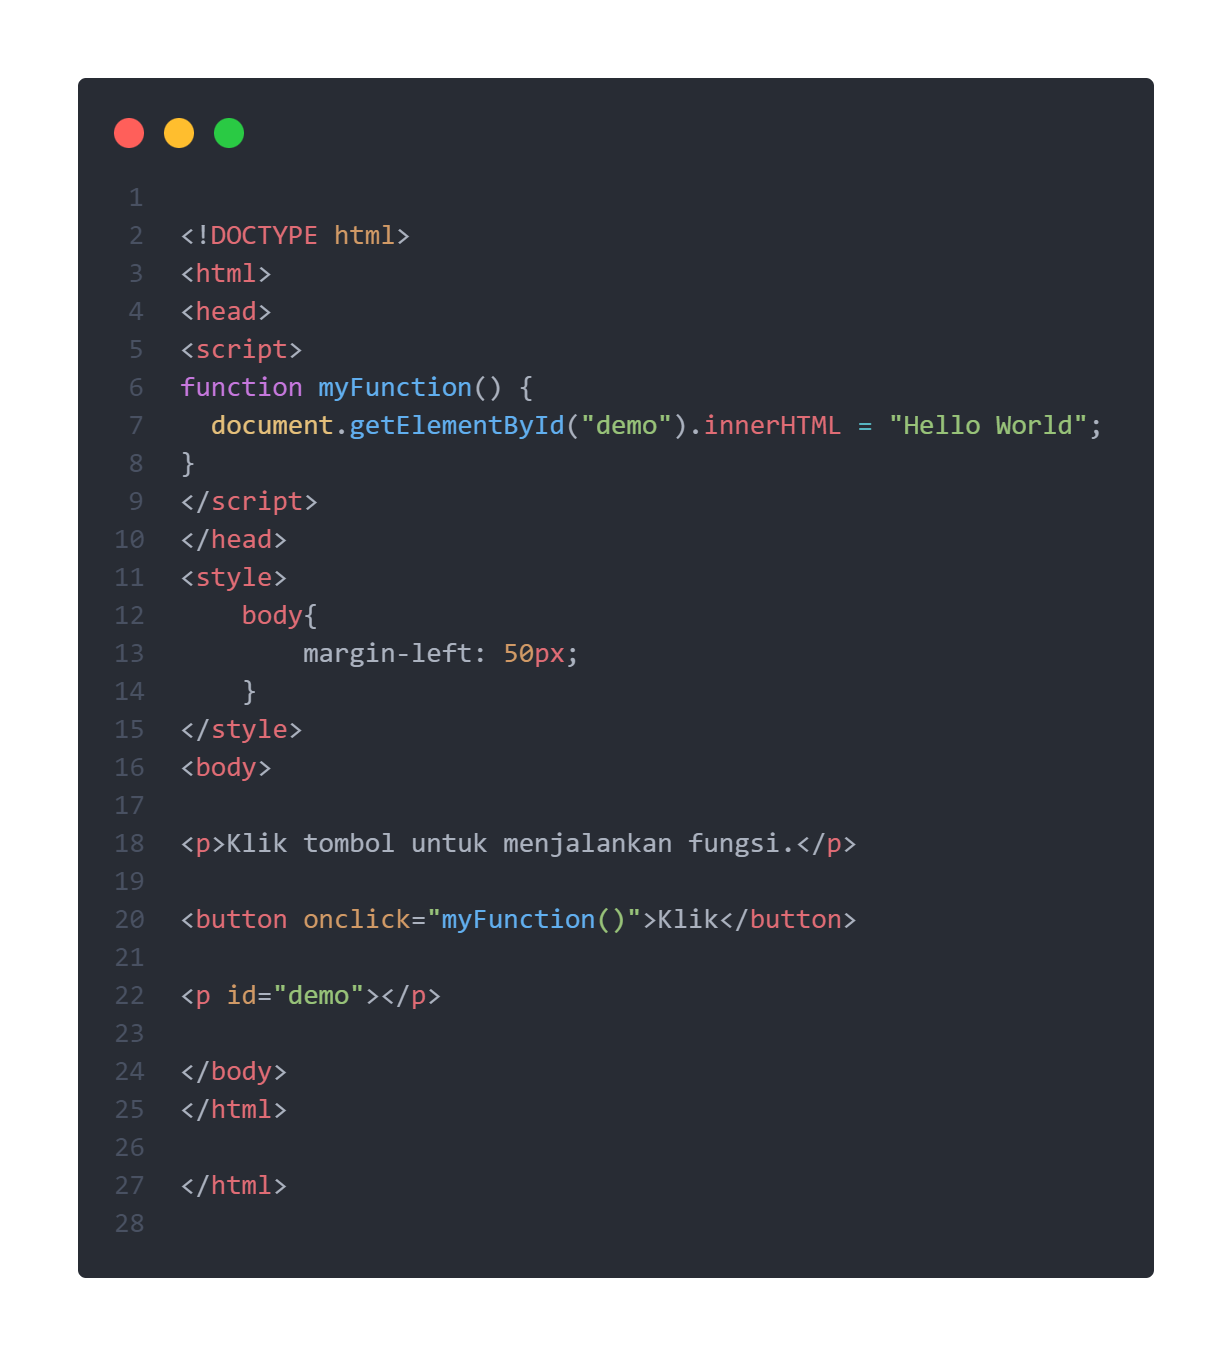 1
2 <!DOCTYPE html>
3 <html>
4 <head>
5 <script>
6 function myFunction() {
7   document.getElementById("demo").innerHTML = "Hello World";
8 }
9 </script>
10 </head>
11 <style>
12     body{
13         margin-left: 50px;
14     }
15 </style>
16 <body>
17
18 <p>Klik tombol untuk menjalankan fungsi.</p>
19
20 <button onclick="myFunction()">Klik</button>
21
22 <p id="demo"></p>
23
24 </body>
25 </html>
26
27 </html>
28